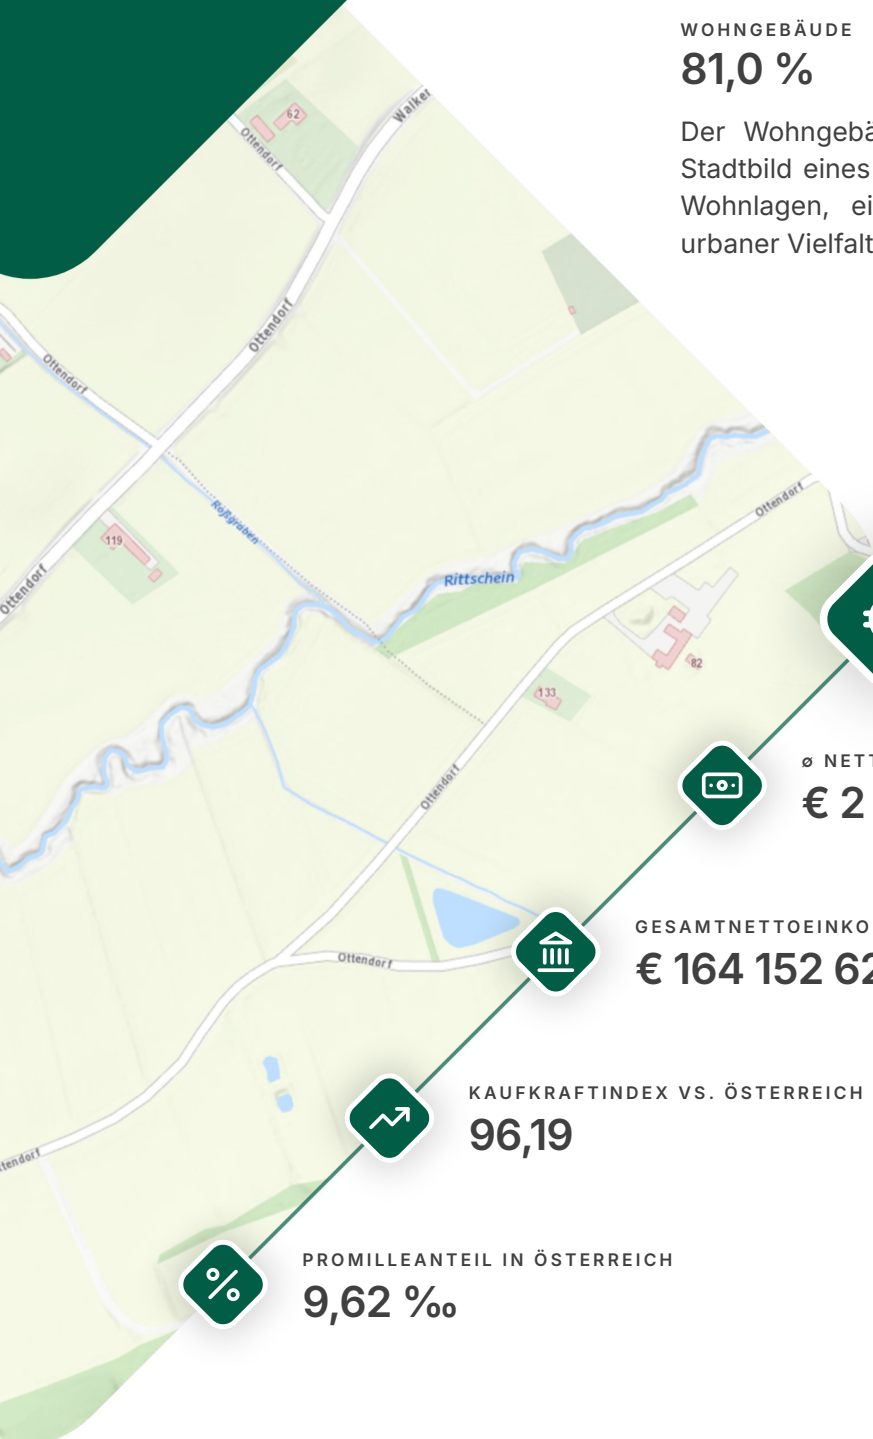 WOHNGEBÄUDE
81,0 %
Der Wohngebä
Stadtbild eines
Wohnlagen, ei
urbaner Vielfalt
Walker
62
Ottendorf
Ottendorf
Ottendorf
Ottendorf
Roßgraben
119
Ottendorf
Rittschein
82
133
Ottendorf
ø NETT
€ 2
GESAMTNETTOEINKO
€ 164 152 62
Ottendorf
KAUFKRAFTINDEX VS. ÖSTERREICH
96,19
tendorf
PROMILLEANTEIL IN ÖSTERREICH
9,62 ‰